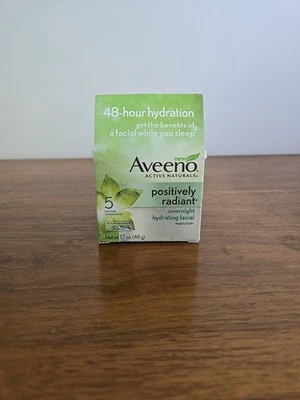 48-hour hydration
get the benefits of
a facial while you sleep
new
Aveeno.
ACTIVE NATURALS®
positively
radiant®
5
overnight
hydrating facial
moisturizer
Net wt 1.7 oz (48 g)